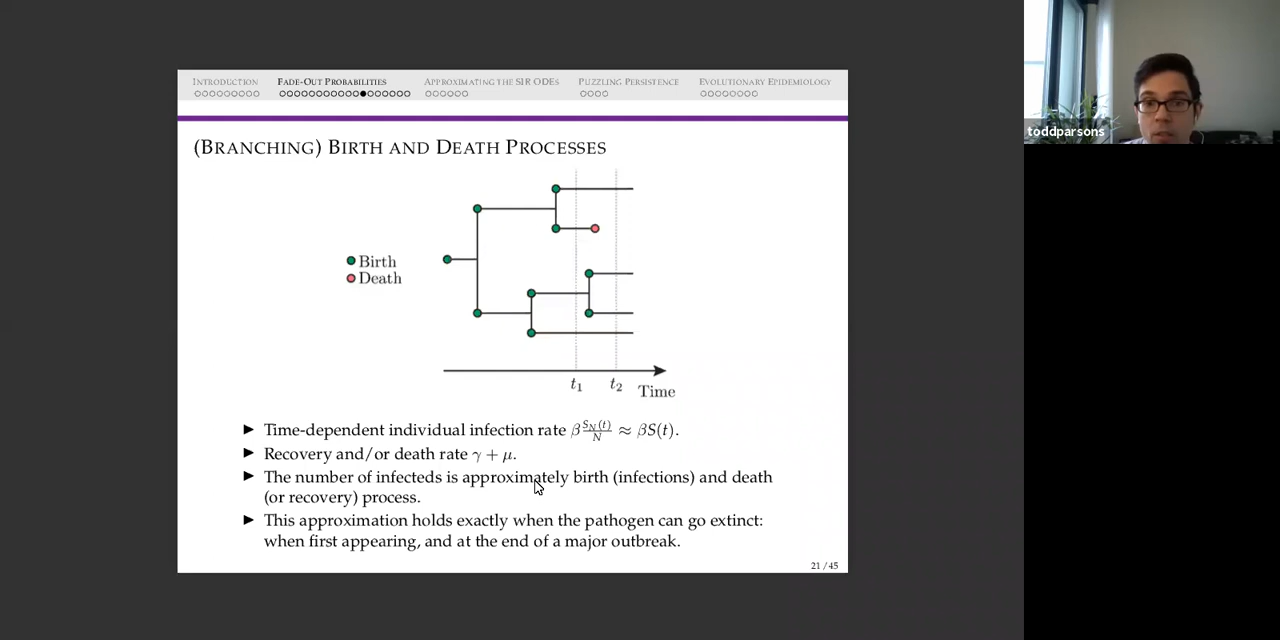 INTRODUCTION FADE-OUT PROBABILITIES APPROXIMATING THE SIR ODES PUZZLING PERSISTENCE EVOLUTIONARY EPIDEMIOLOGY
toddparsons
(BRANCHING) BIRTH AND DEATH PROCESSES
Birth
Death
t₁ t₂ Time
▶ Time-dependent individual infection rate β S_N(t)/N ≈ βS(t).
▶ Recovery and/or death rate γ + μ.
▶ The number of infecteds is approximately birth (infections) and death
(or recovery) process.
▶ This approximation holds exactly when the pathogen can go extinct:
when first appearing, and at the end of a major outbreak.
21 / 45